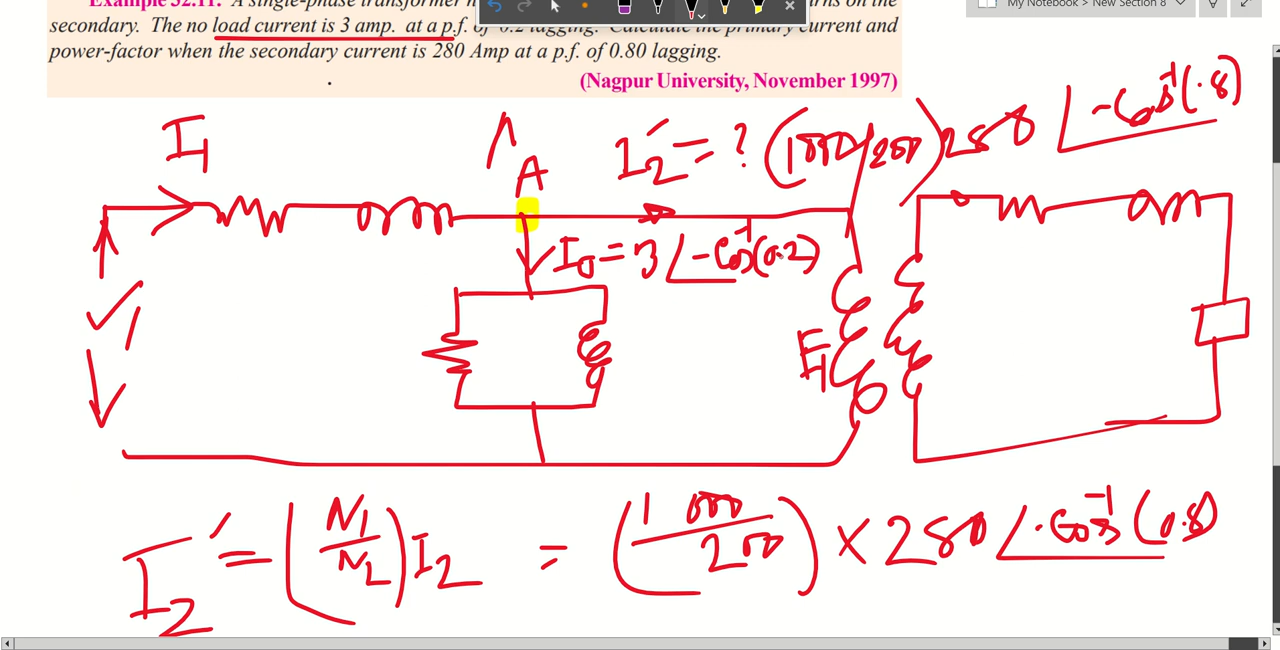 My Notebook > New Section 8
Example 32.11. A single-phase transformer
secondary. The no load current is 3 amp. at a p.f. of 0.2 lagging. Calculate the primary current and
power-factor when the secondary current is 280 Amp at a p.f. of 0.80 lagging.
(Nagpur University, November 1997)
I1
A
I2' = ? (1000/200) 280 ∠-Cos⁻¹(.8)
I0 = 3 ∠-Cos⁻¹(0.2)
V1
E1
I2' = (N1/N2) I2 = (1000/200) × 280 ∠-Cos⁻¹(0.8)